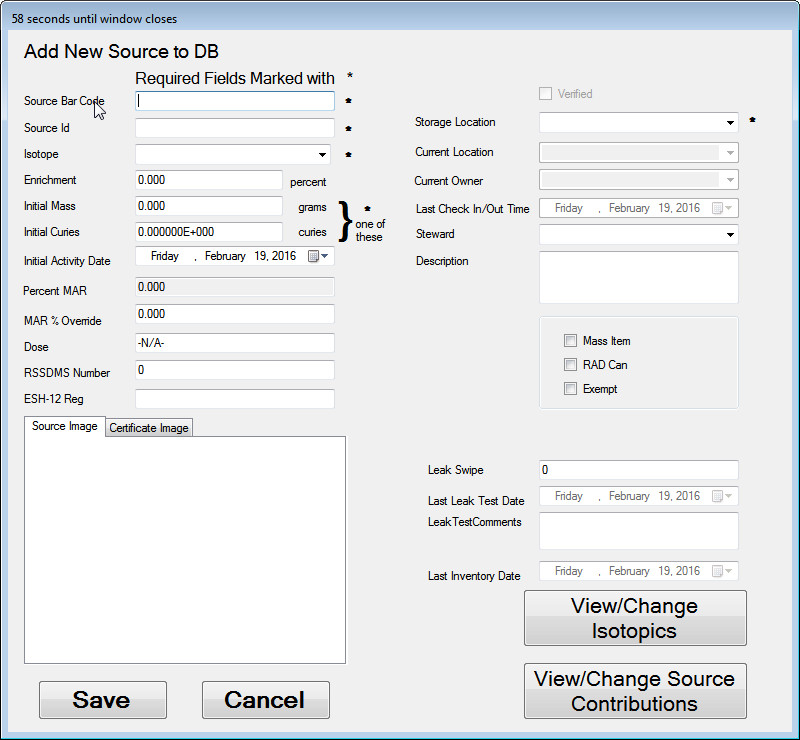 58 seconds until window closes
Add New Source to DB
Required Fields Marked with *
Source Bar Code *
Source Id *
Isotope *
Enrichment 0.000 percent
Initial Mass 0.000 grams
Initial Curies 0.000000E+000 curies
} * one of
these
Initial Activity Date Friday , February 19, 2016
Percent MAR 0.000
MAR % Override 0.000
Dose -N/A-
RSSDMS Number 0
ESH-12 Reg
Source Image Certificate Image
Save Cancel
Verified
Storage Location *
Current Location
Current Owner
Last Check In/Out Time Friday , February 19, 2016
Steward
Description
Mass Item
RAD Can
Exempt
Leak Swipe 0
Last Leak Test Date Friday , February 19, 2016
LeakTestComments
Last Inventory Date Friday , February 19, 2016
View/Change
Isotopics
View/Change Source
Contributions